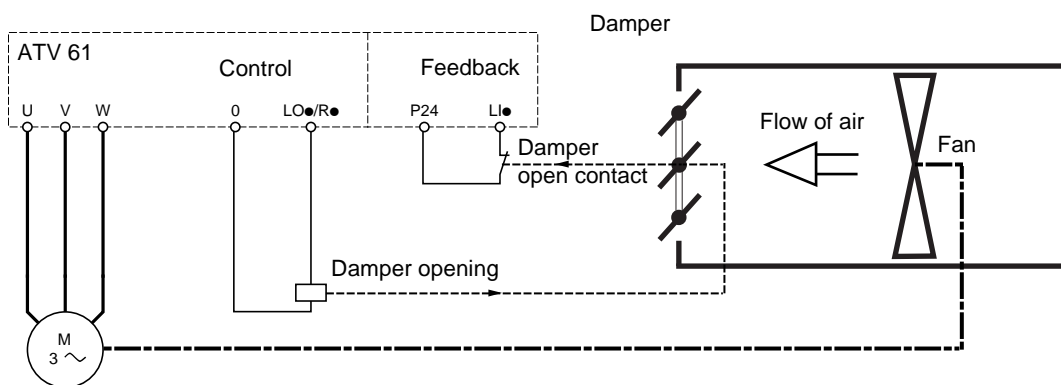 Damper
ATV 61
Control
Feedback
U V W 0 LO●/R● P24 LI●
Flow of air
Fan
Damper
open contact
Damper opening
M
3 ~